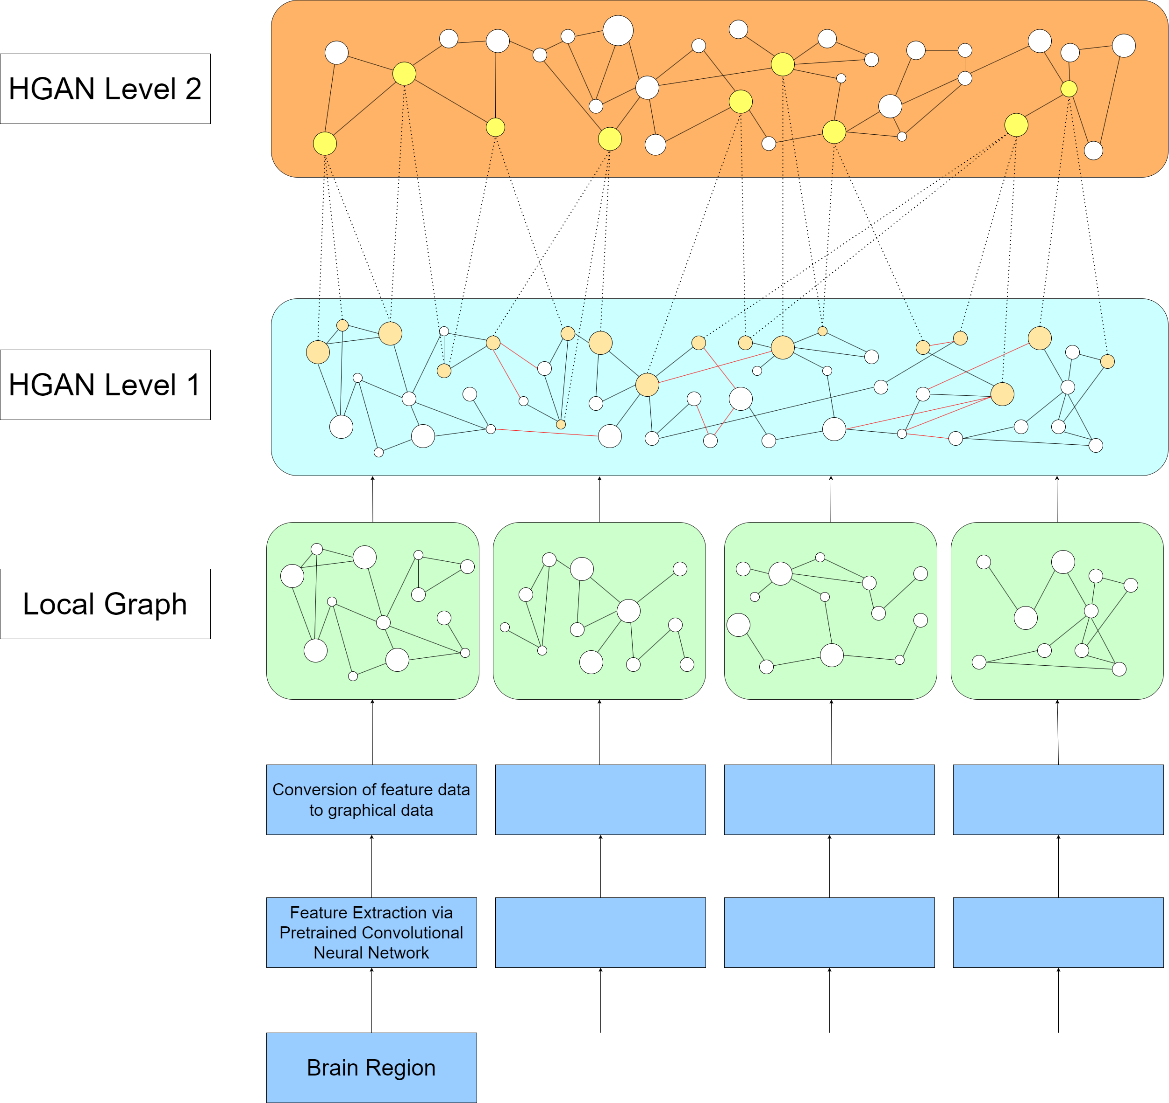 HGAN Level 2
HGAN Level 1
Local Graph
Conversion of feature data
to graphical data
Feature Extraction via
Pretrained Convolutional
Neural Network
Brain Region